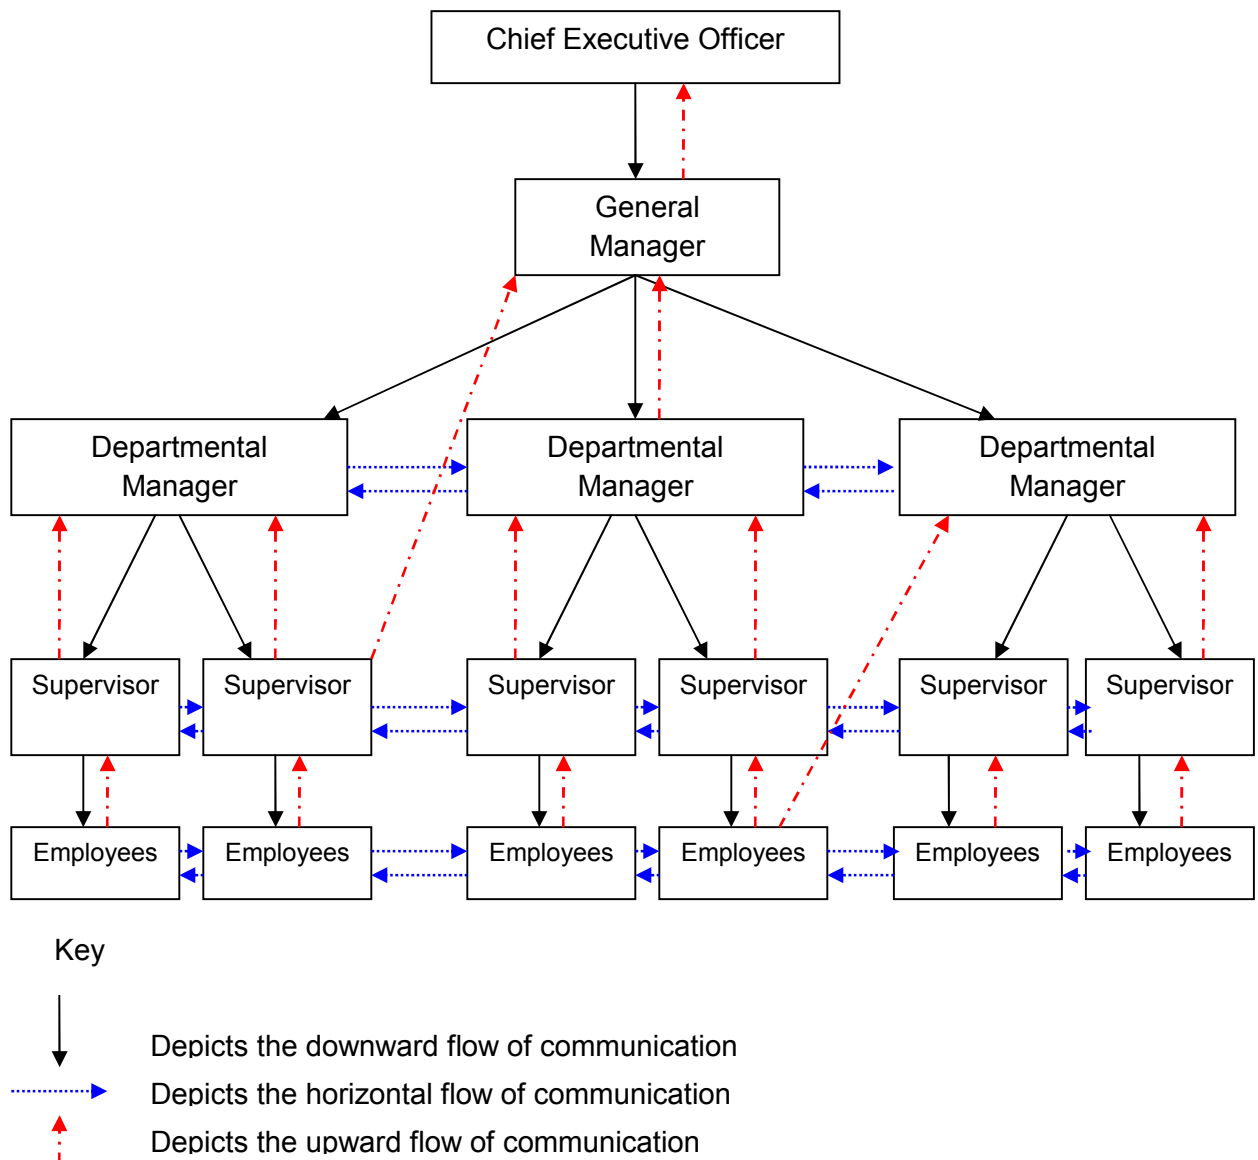 Chief Executive Officer
General
Manager
Departmental
Manager
Departmental
Manager
Departmental
Manager
Supervisor
Supervisor
Supervisor
Supervisor
Supervisor
Supervisor
Employees
Employees
Employees
Employees
Employees
Employees
Key
Depicts the downward flow of communication
Depicts the horizontal flow of communication
Depicts the upward flow of communication